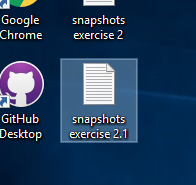 Google
Chrome
snapshots
exercise 2
GitHub
Desktop
snapshots
exercise 2.1